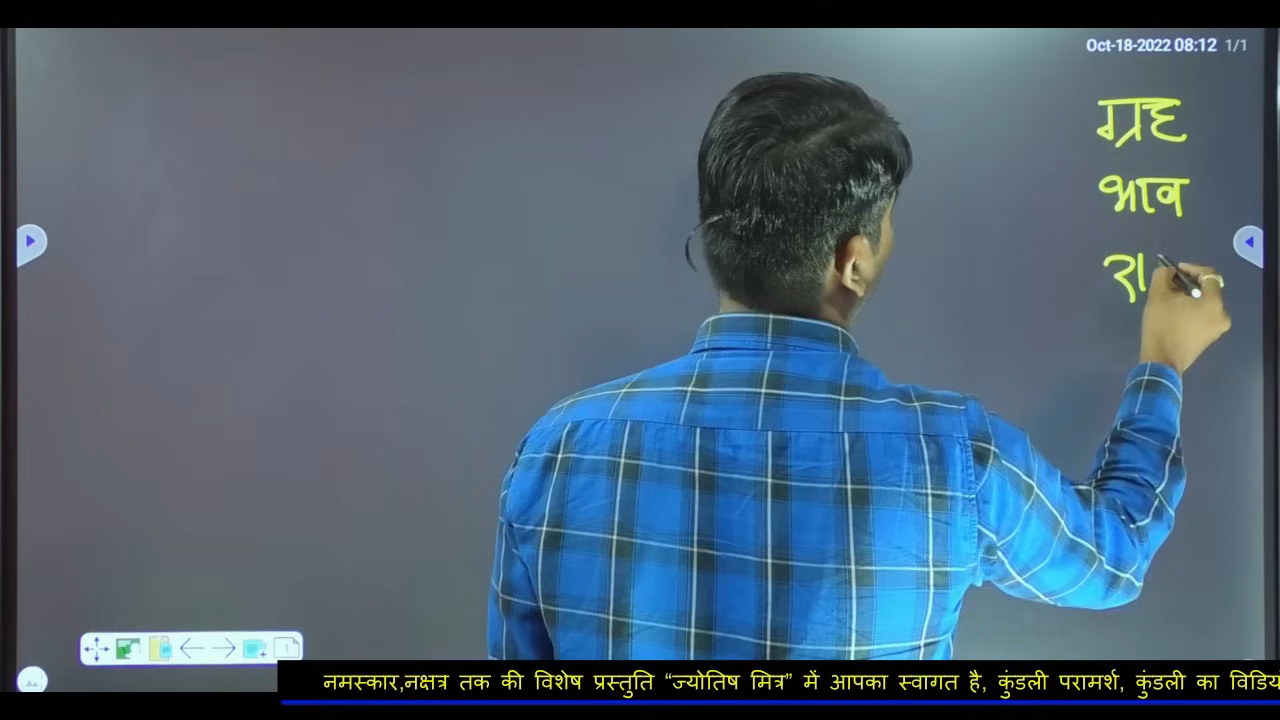 Oct-18-2022 08:12 1/1
ग्रह
भाव
रा
नमस्कार,नक्षत्र तक की विशेष प्रस्तुति “ज्योतिष मित्र” में आपका स्वागत है, कुंडली परामर्श, कुंडली का विडिय